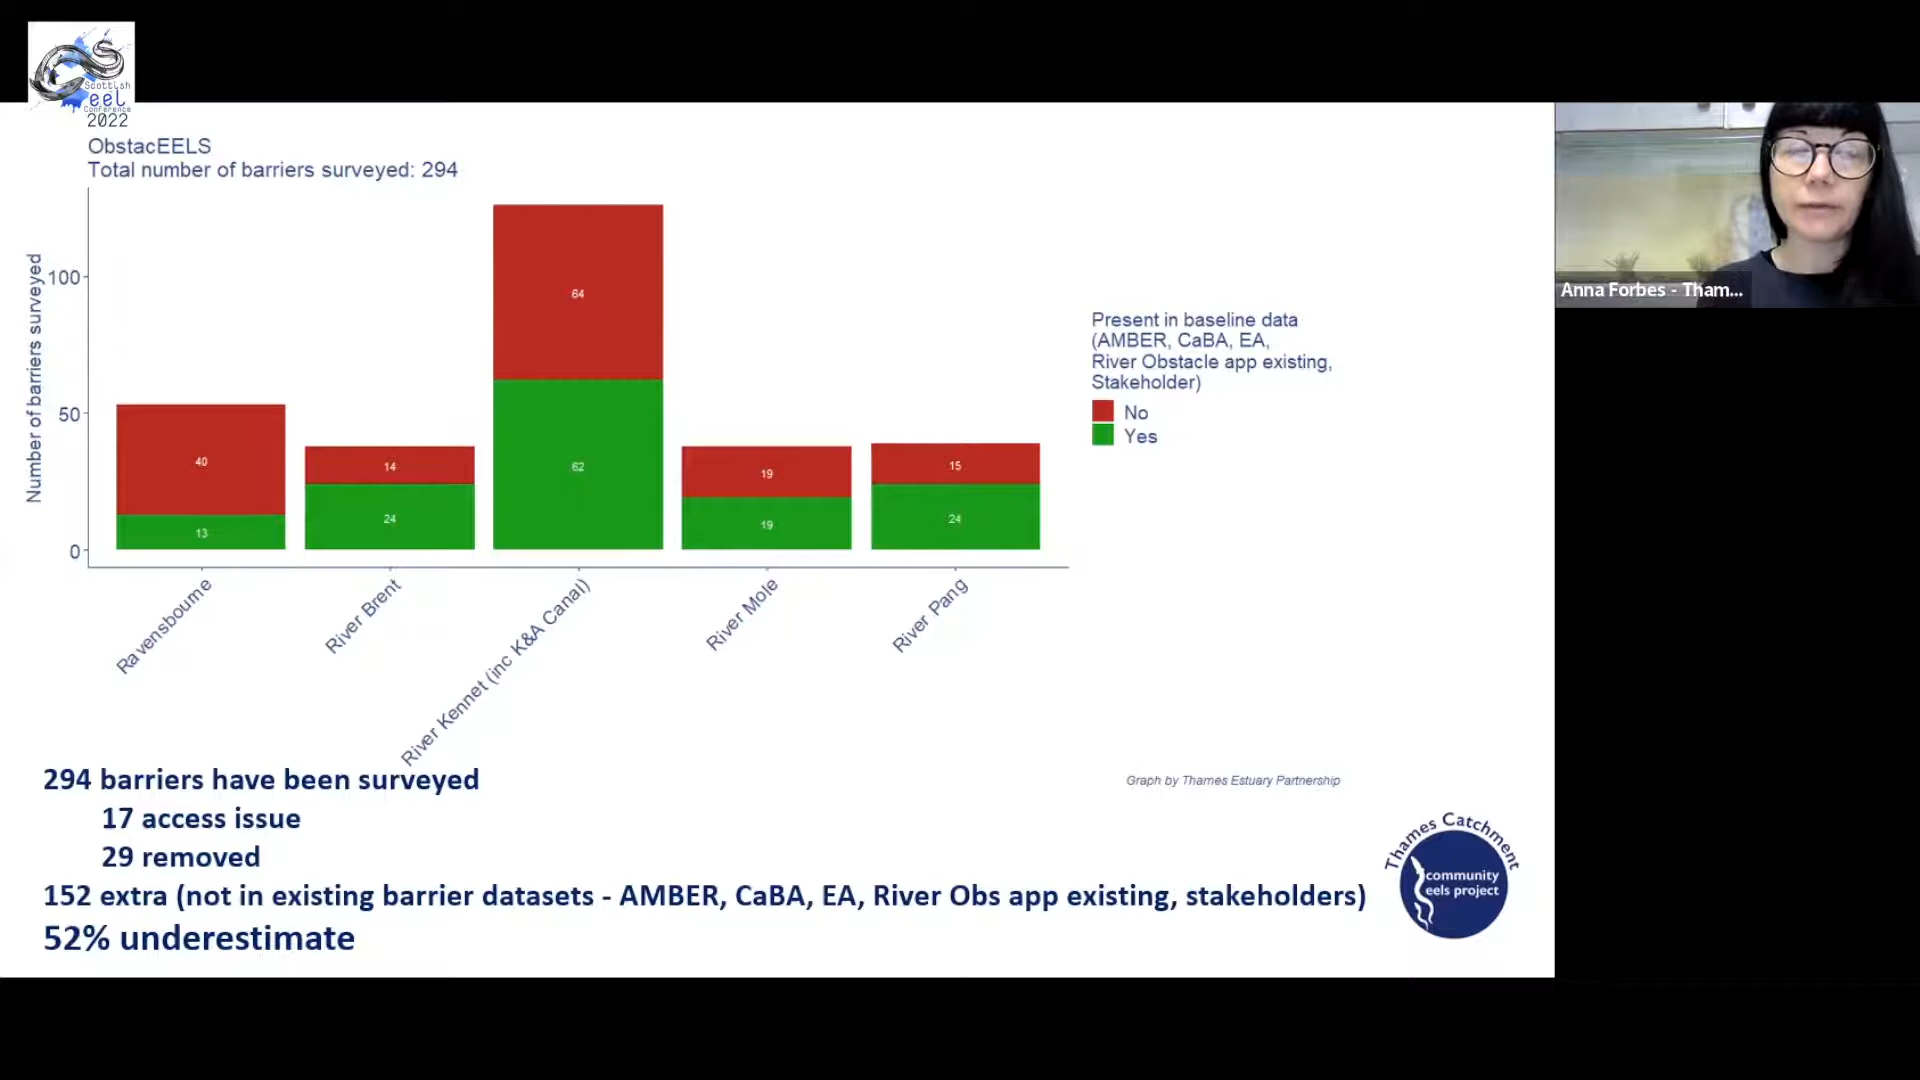 Scottish
eel
Conference
2022
ObstacEELS
Total number of barriers surveyed: 294
Number of barriers surveyed
100
50
0
64
40
14
62
19
15
13
24
19
24
Ravensbourne
River Brent
River Kennet (inc K&A Canal)
River Mole
River Pang
Present in baseline data
(AMBER, CaBA, EA,
River Obstacle app existing,
Stakeholder)
No
Yes
Anna Forbes - Tham...
294 barriers have been surveyed
17 access issue
29 removed
152 extra (not in existing barrier datasets - AMBER, CaBA, EA, River Obs app existing, stakeholders)
52% underestimate
Graph by Thames Estuary Partnership
Thames Catchment
community
eels project